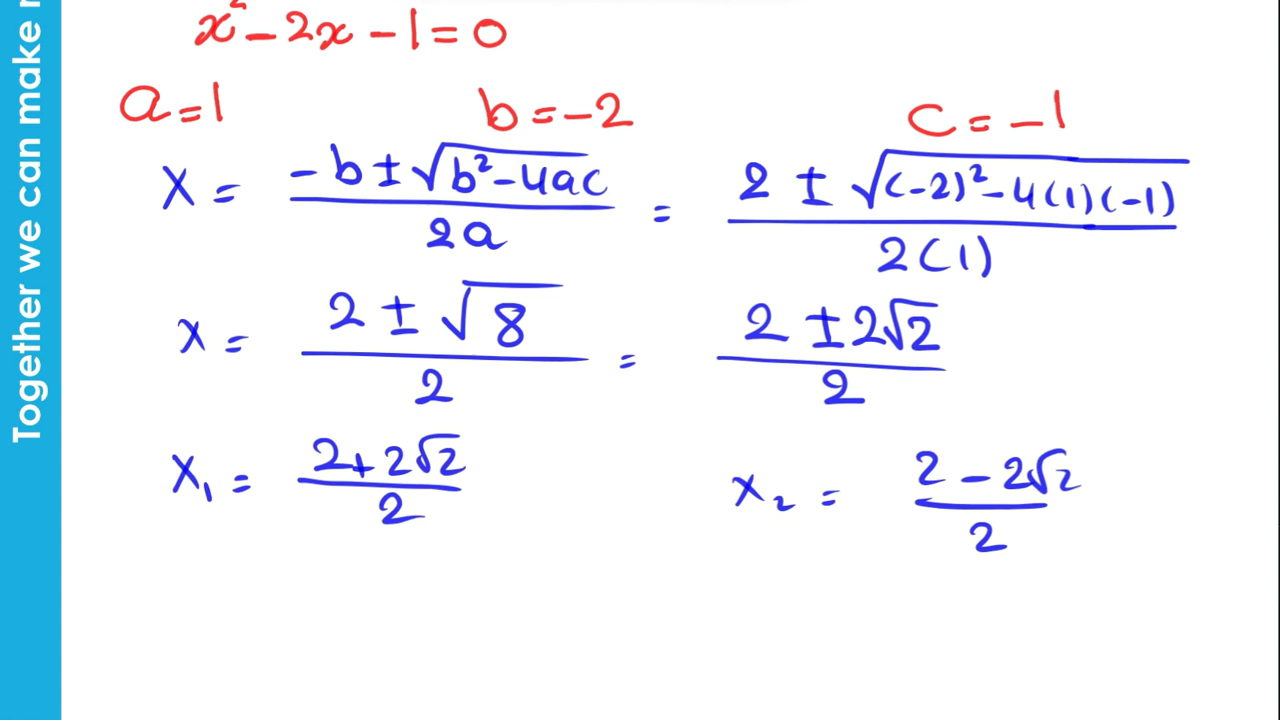 Together we can make
x² - 2x - 1 = 0
a = 1 b = -2 c = -1
x = (-b ± √(b² - 4ac)) / 2a = (2 ± √((-2)² - 4(1)(-1))) / 2(1)
x = (2 ± √8) / 2 = (2 ± 2√2) / 2
x₁ = (2 + 2√2) / 2 x₂ = (2 - 2√2) / 2